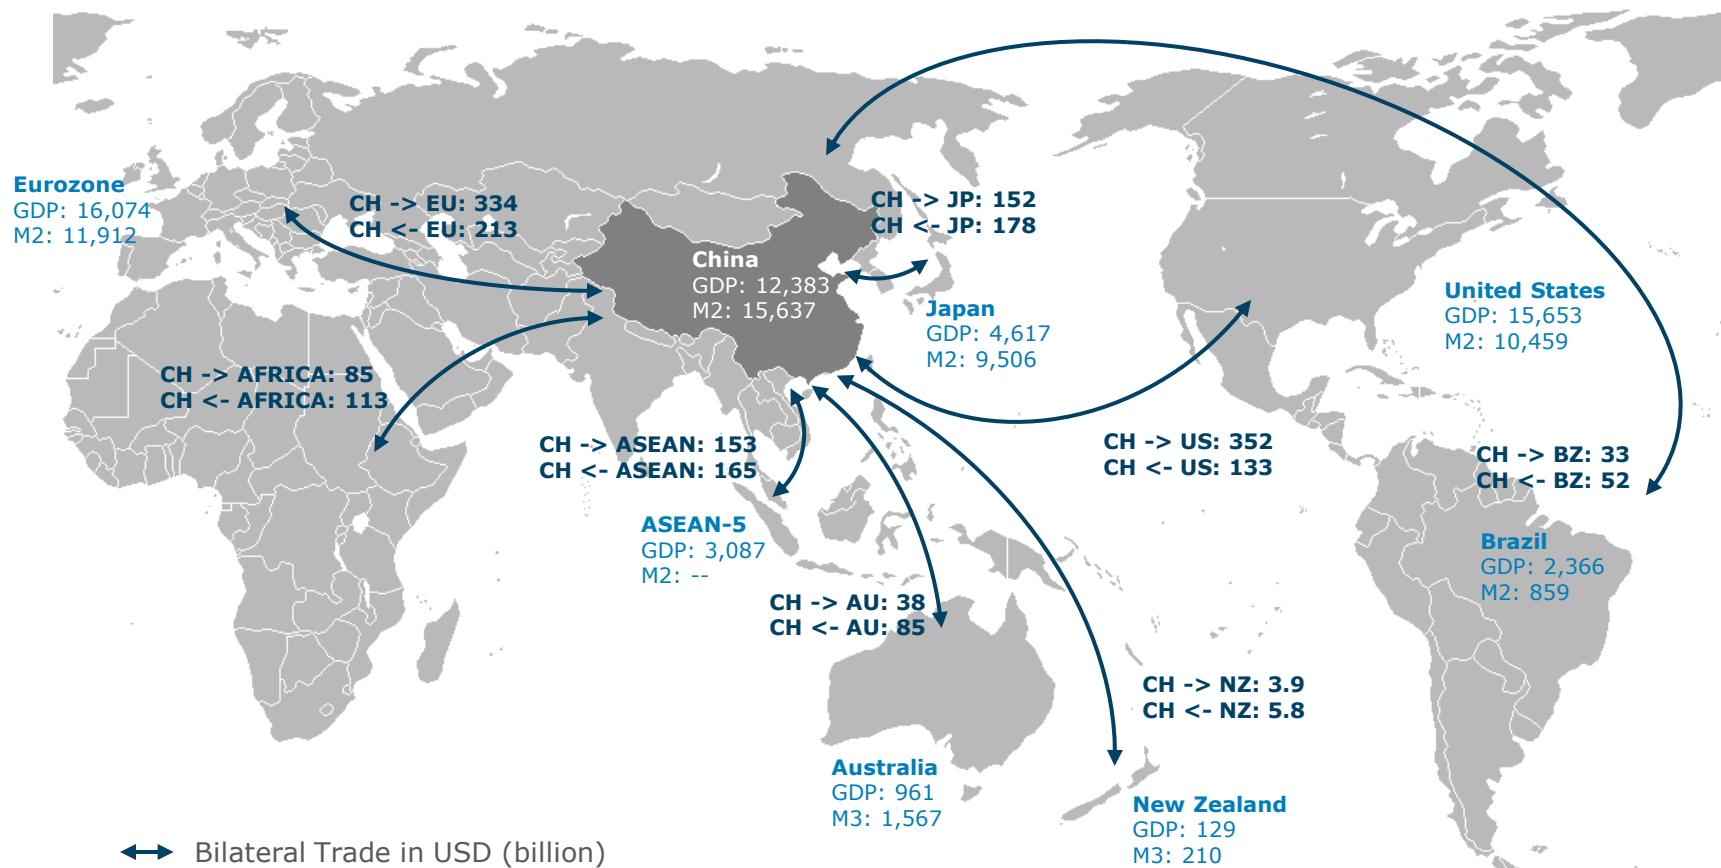 Eurozone
GDP: 16,074
M2: 11,912
CH -> EU: 334
CH <- EU: 213
China
GDP: 12,383
M2: 15,637
CH -> JP: 152
CH <- JP: 178
Japan
GDP: 4,617
M2: 9,506
United States
GDP: 15,653
M2: 10,459
CH -> AFRICA: 85
CH <- AFRICA: 113
CH -> ASEAN: 153
CH <- ASEAN: 165
ASEAN-5
GDP: 3,087
M2: --
CH -> US: 352
CH <- US: 133
CH -> BZ: 33
CH <- BZ: 52
Brazil
GDP: 2,366
M2: 859
CH -> AU: 38
CH <- AU: 85
Australia
GDP: 961
M3: 1,567
CH -> NZ: 3.9
CH <- NZ: 5.8
New Zealand
GDP: 129
M3: 210
Bilateral Trade in USD (billion)